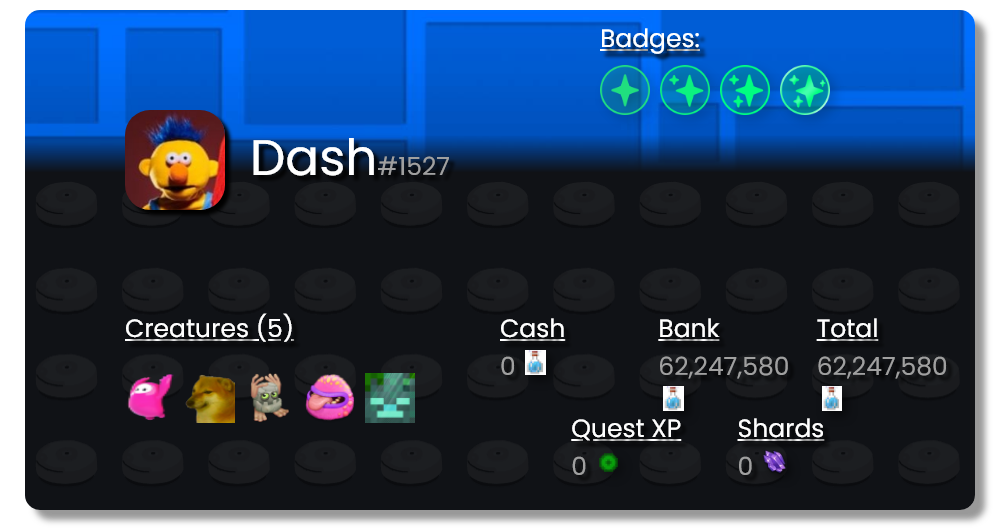 Badges:
Dash#1527
Creatures (5)
Cash
0
Bank
62,247,580
Total
62,247,580
Quest XP
0
Shards
0